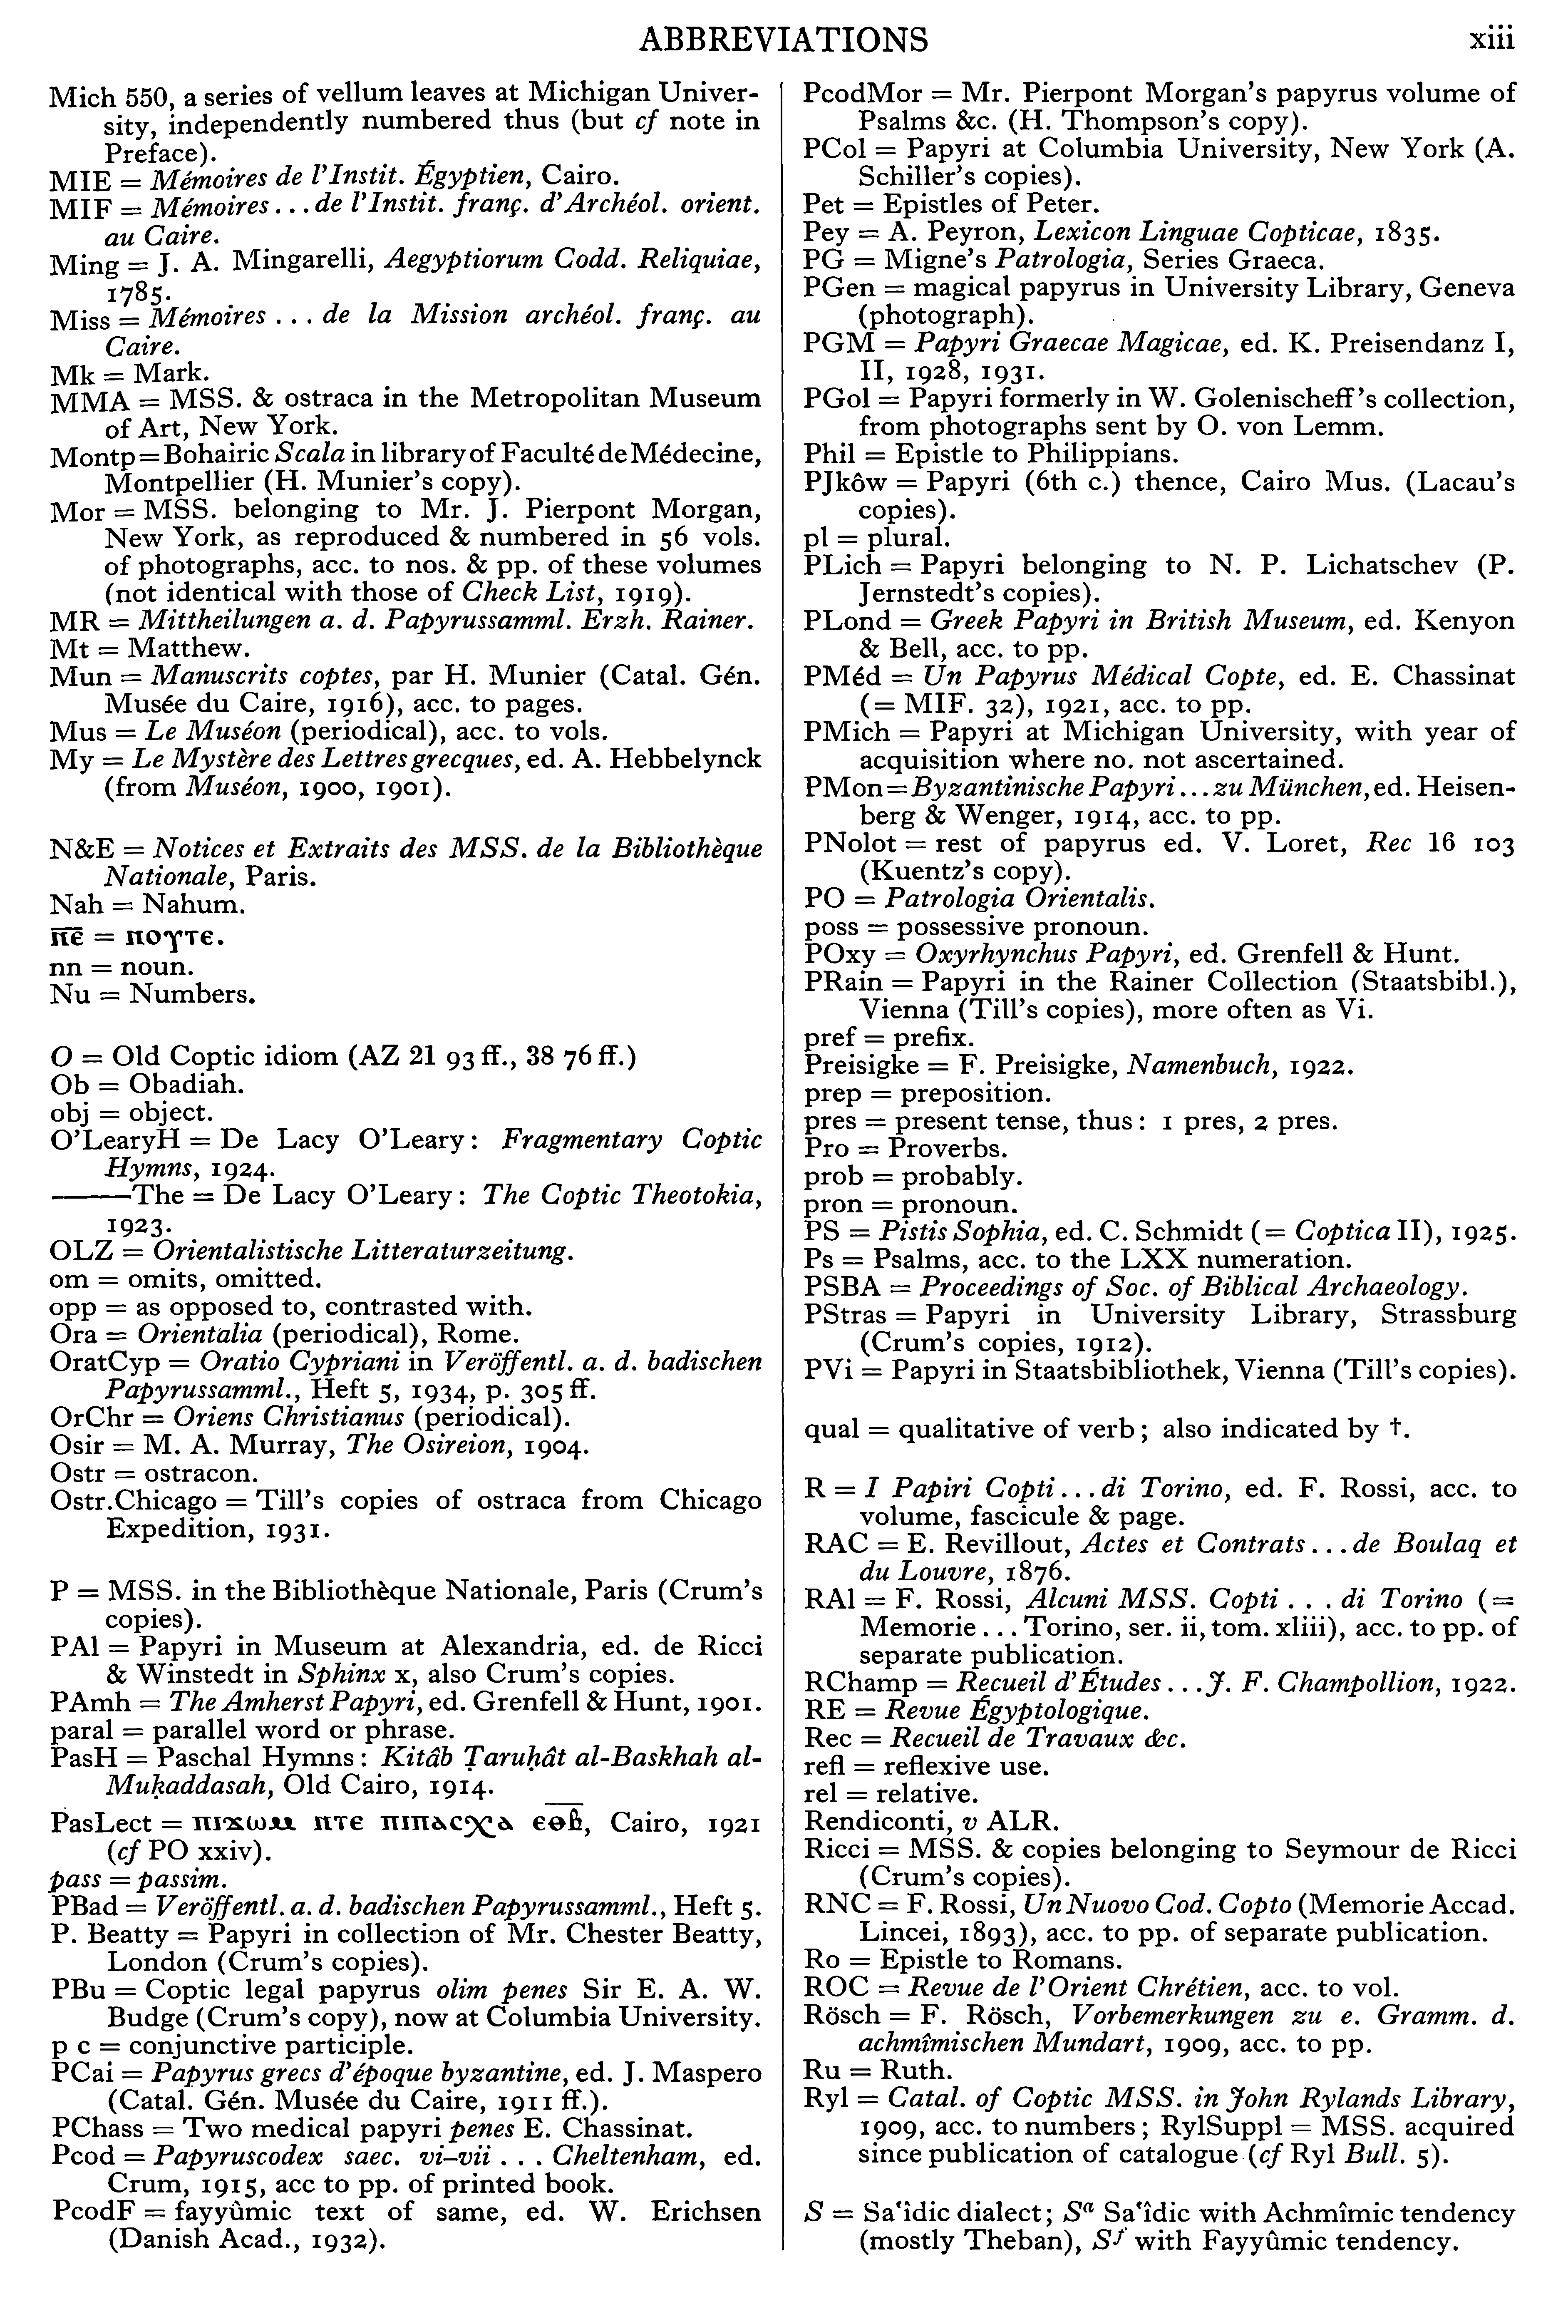 ABBREVIATIONS
xiii
Mich 550, a series of vellum leaves at Michigan Univer-
sity, independently numbered thus (but cf note in
Preface).
MIE = Mémoires de l'Instit. Égyptien, Cairo.
MIF = Mémoires . . . de l'Instit. franç. d'Archéol. orient.
au Caire.
Ming = J. A. Mingarelli, Aegyptiorum Codd. Reliquiae,
1785.
Miss = Mémoires . . . de la Mission archéol. franç. au
Caire.
Mk = Mark.
MMA = MSS. & ostraca in the Metropolitan Museum
of Art, New York.
Montp = Bohairic Scala in library of Faculté de Médecine,
Montpellier (H. Munier's copy).
Mor = MSS. belonging to Mr. J. Pierpont Morgan,
New York, as reproduced & numbered in 56 vols.
of photographs, acc. to nos. & pp. of these volumes
(not identical with those of Check List, 1919).
MR = Mittheilungen a. d. Papyrussamml. Erzh. Rainer.
Mt = Matthew.
Mun = Manuscrits coptes, par H. Munier (Catal. Gén.
Musée du Caire, 1916), acc. to pages.
Mus = Le Muséon (periodical), acc. to vols.
My = Le Mystère des Lettres grecques, ed. A. Hebbelynck
(from Muséon, 1900, 1901).
N&E = Notices et Extraits des MSS. de la Bibliothèque
Nationale, Paris.
Nah = Nahum.
ⲛ̅ⲉ̅ = ⲛⲟⲩⲧⲉ.
nn = noun.
Nu = Numbers.
O = Old Coptic idiom (AZ 21 93 ff., 38 76 ff.)
Ob = Obadiah.
obj = object.
O'LearyH = De Lacy O'Leary: Fragmentary Coptic
Hymns, 1924.
———The = De Lacy O'Leary: The Coptic Theotokia,
1923.
OLZ = Orientalistische Litteraturzeitung.
om = omits, omitted.
opp = as opposed to, contrasted with.
Ora = Orientalia (periodical), Rome.
OratCyp = Oratio Cypriani in Veröffentl. a. d. badischen
Papyrussamml., Heft 5, 1934, p. 305 ff.
OrChr = Oriens Christianus (periodical).
Osir = M. A. Murray, The Osireion, 1904.
Ostr = ostracon.
Ostr.Chicago = Till's copies of ostraca from Chicago
Expedition, 1931.
P = MSS. in the Bibliothèque Nationale, Paris (Crum's
copies).
PAl = Papyri in Museum at Alexandria, ed. de Ricci
& Winstedt in Sphinx x, also Crum's copies.
PAmh = The Amherst Papyri, ed. Grenfell & Hunt, 1901.
paral = parallel word or phrase.
PasH = Paschal Hymns: Kitâb Ṭaruḥât al-Baskhah al-
Muḳaddasah, Old Cairo, 1914.
PasLect = ⲡⲓϫⲱⲙ ⲛⲧⲉ ⲡⲓⲡⲁⲥⲭⲁ ⲉⲑⲃ̅, Cairo, 1921
(cf PO xxiv).
pass = passim.
PBad = Veröffentl. a. d. badischen Papyrussamml., Heft 5.
P. Beatty = Papyri in collection of Mr. Chester Beatty,
London (Crum's copies).
PBu = Coptic legal papyrus olim penes Sir E. A. W.
Budge (Crum's copy), now at Columbia University.
p c = conjunctive participle.
PCai = Papyrus grecs d'époque byzantine, ed. J. Maspero
(Catal. Gén. Musée du Caire, 1911 ff.).
PChass = Two medical papyri penes E. Chassinat.
Pcod = Papyruscodex saec. vi–vii . . . Cheltenham, ed.
Crum, 1915, acc to pp. of printed book.
PcodF = fayyûmic text of same, ed. W. Erichsen
(Danish Acad., 1932).
PcodMor = Mr. Pierpont Morgan's papyrus volume of
Psalms &c. (H. Thompson's copy).
PCol = Papyri at Columbia University, New York (A.
Schiller's copies).
Pet = Epistles of Peter.
Pey = A. Peyron, Lexicon Linguae Copticae, 1835.
PG = Migne's Patrologia, Series Graeca.
PGen = magical papyrus in University Library, Geneva
(photograph).
PGM = Papyri Graecae Magicae, ed. K. Preisendanz I,
II, 1928, 1931.
PGol = Papyri formerly in W. Golenischeff's collection,
from photographs sent by O. von Lemm.
Phil = Epistle to Philippians.
PJkôw = Papyri (6th c.) thence, Cairo Mus. (Lacau's
copies).
pl = plural.
PLich = Papyri belonging to N. P. Lichatschev (P.
Jernstedt's copies).
PLond = Greek Papyri in British Museum, ed. Kenyon
& Bell, acc. to pp.
PMéd = Un Papyrus Médical Copte, ed. E. Chassinat
(= MIF. 32), 1921, acc. to pp.
PMich = Papyri at Michigan University, with year of
acquisition where no. not ascertained.
PMon = Byzantinische Papyri . . . zu München, ed. Heisen-
berg & Wenger, 1914, acc. to pp.
PNolot = rest of papyrus ed. V. Loret, Rec 16 103
(Kuentz's copy).
PO = Patrologia Orientalis.
poss = possessive pronoun.
POxy = Oxyrhynchus Papyri, ed. Grenfell & Hunt.
PRain = Papyri in the Rainer Collection (Staatsbibl.),
Vienna (Till's copies), more often as Vi.
pref = prefix.
Preisigke = F. Preisigke, Namenbuch, 1922.
prep = preposition.
pres = present tense, thus: 1 pres, 2 pres.
Pro = Proverbs.
prob = probably.
pron = pronoun.
PS = Pistis Sophia, ed. C. Schmidt (= Coptica II), 1925.
Ps = Psalms, acc. to the LXX numeration.
PSBA = Proceedings of Soc. of Biblical Archaeology.
PStras = Papyri in University Library, Strassburg
(Crum's copies, 1912).
PVi = Papyri in Staatsbibliothek, Vienna (Till's copies).
qual = qualitative of verb; also indicated by †.
R = I Papiri Copti . . . di Torino, ed. F. Rossi, acc. to
volume, fascicule & page.
RAC = E. Revillout, Actes et Contrats . . . de Boulaq et
du Louvre, 1876.
RAl = F. Rossi, Alcuni MSS. Copti . . . di Torino (=
Memorie . . . Torino, ser. ii, tom. xliii), acc. to pp. of
separate publication.
RChamp = Recueil d'Études . . . J. F. Champollion, 1922.
RE = Revue Égyptologique.
Rec = Recueil de Travaux &c.
refl = reflexive use.
rel = relative.
Rendiconti, v ALR.
Ricci = MSS. & copies belonging to Seymour de Ricci
(Crum's copies).
RNC = F. Rossi, Un Nuovo Cod. Copto (Memorie Accad.
Lincei, 1893), acc. to pp. of separate publication.
Ro = Epistle to Romans.
ROC = Revue de l'Orient Chrétien, acc. to vol.
Rösch = F. Rösch, Vorbemerkungen zu e. Gramm. d.
achmîmischen Mundart, 1909, acc. to pp.
Ru = Ruth.
Ryl = Catal. of Coptic MSS. in John Rylands Library,
1909, acc. to numbers; RylSuppl = MSS. acquired
since publication of catalogue (cf Ryl Bull. 5).
S = Saʿîdic dialect; Sᵃ Saʿîdic with Achmîmic tendency
(mostly Theban), Sᶠ with Fayyûmic tendency.